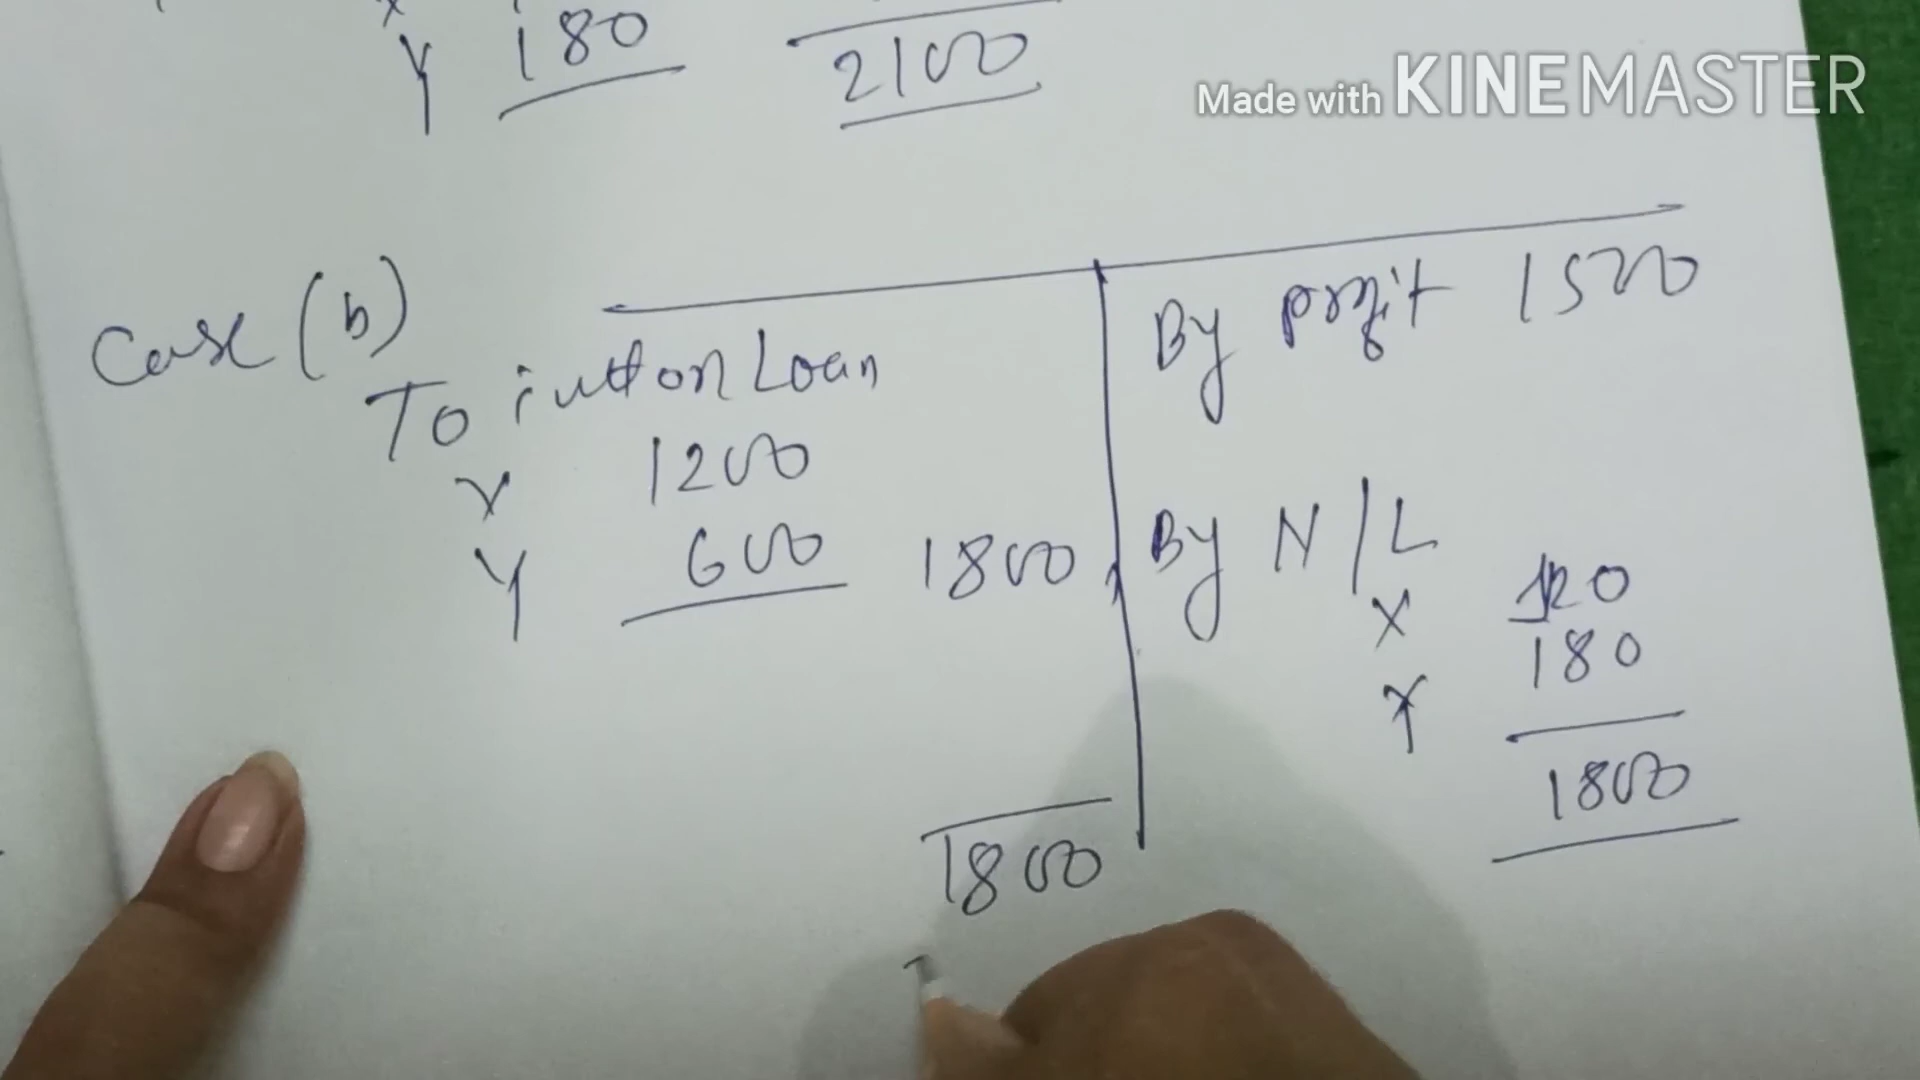 Y 180 2100
Made with KINEMASTER
Case (b)
By profit 1500
To intt on Loan
X 1200
Y 600 1800
By N/L
X 120
Y 180
1800
1800